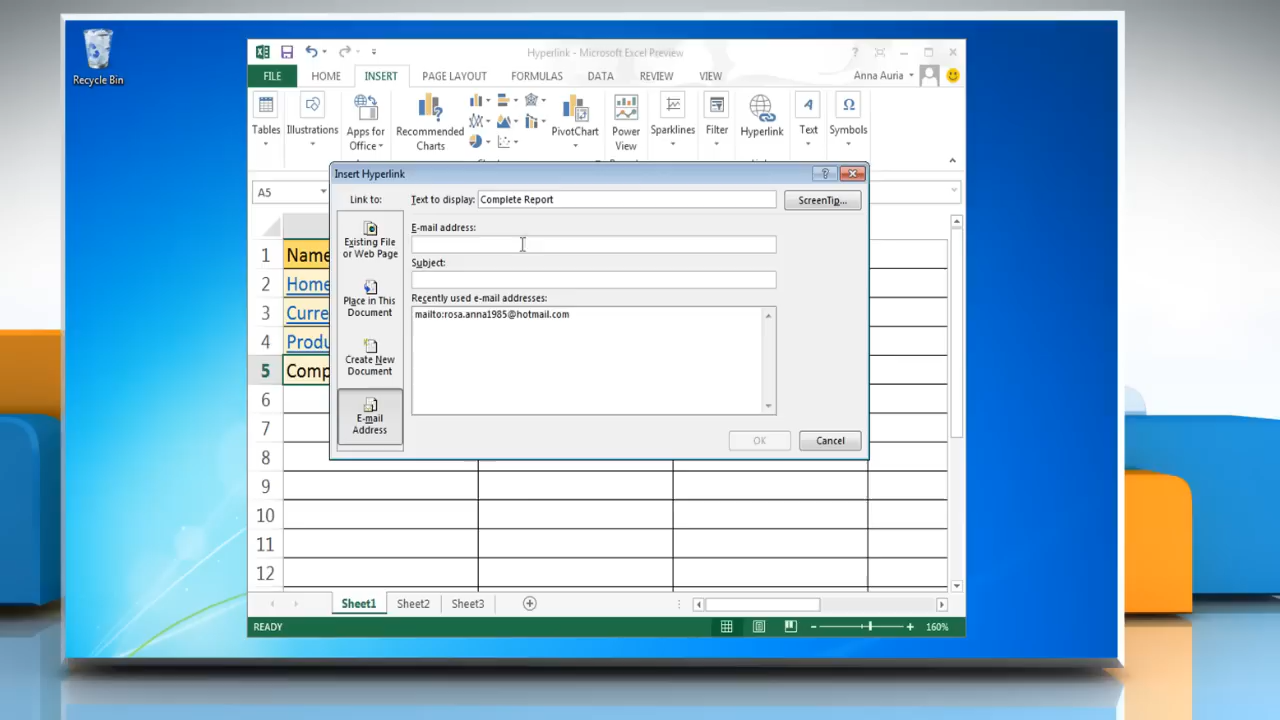 Recycle Bin
Hyperlink - Microsoft Excel Preview
FILE HOME INSERT PAGE LAYOUT FORMULAS DATA REVIEW VIEW Anna Auria
Tables
Illustrations
Apps for
Office
Recommended
Charts
PivotChart
Power
View
Sparklines
Filter
Hyperlink
Text
Symbols
Insert Hyperlink
A5
Link to:
Text to display: Complete Report
ScreenTip...
Existing File
or Web Page
Place in This
Document
Create New
Document
E-mail
Address
E-mail address:
Subject:
Recently used e-mail addresses:
mailto:rosa.anna1985@hotmail.com
OK Cancel
1 Name
2 Home
3 Curre
4 Produ
5 Comp
6
7
8
9
10
11
12
Sheet1 Sheet2 Sheet3
READY 160%